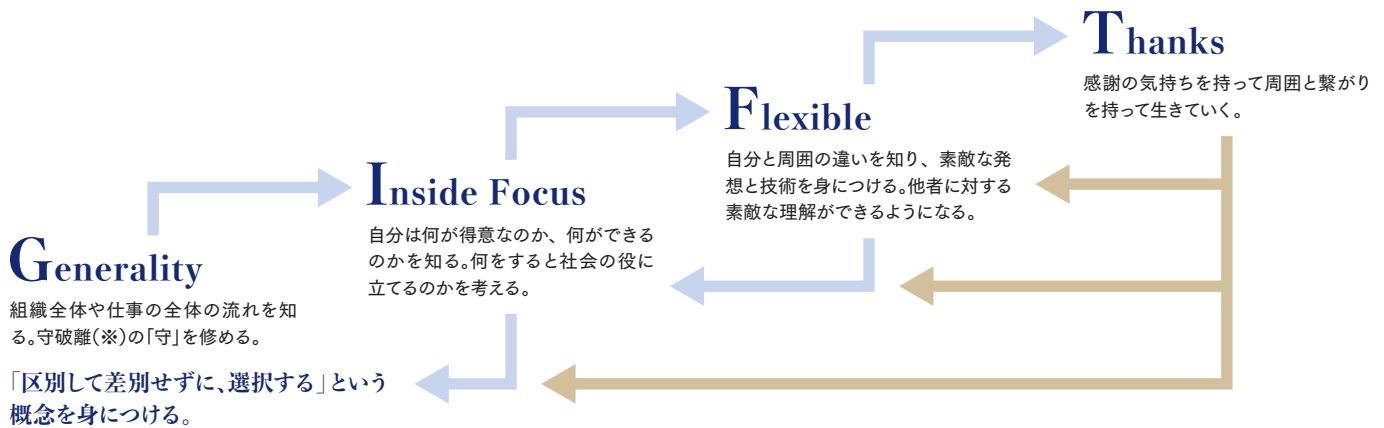 Generality
組織全体や仕事の全体の流れを知
る。守破離(※)の「守」を修める。
「区別して差別せずに、選択する」という
概念を身につける。
Inside Focus
自分は何が得意なのか、何ができる
のかを知る。何をすると社会の役に
立てるのかを考える。
Flexible
自分と周囲の違いを知り、素敵な発
想と技術を身につける。他者に対する
素敵な理解ができるようになる。
Thanks
感謝の気持ちを持って周囲と繋がり
を持って生きていく。